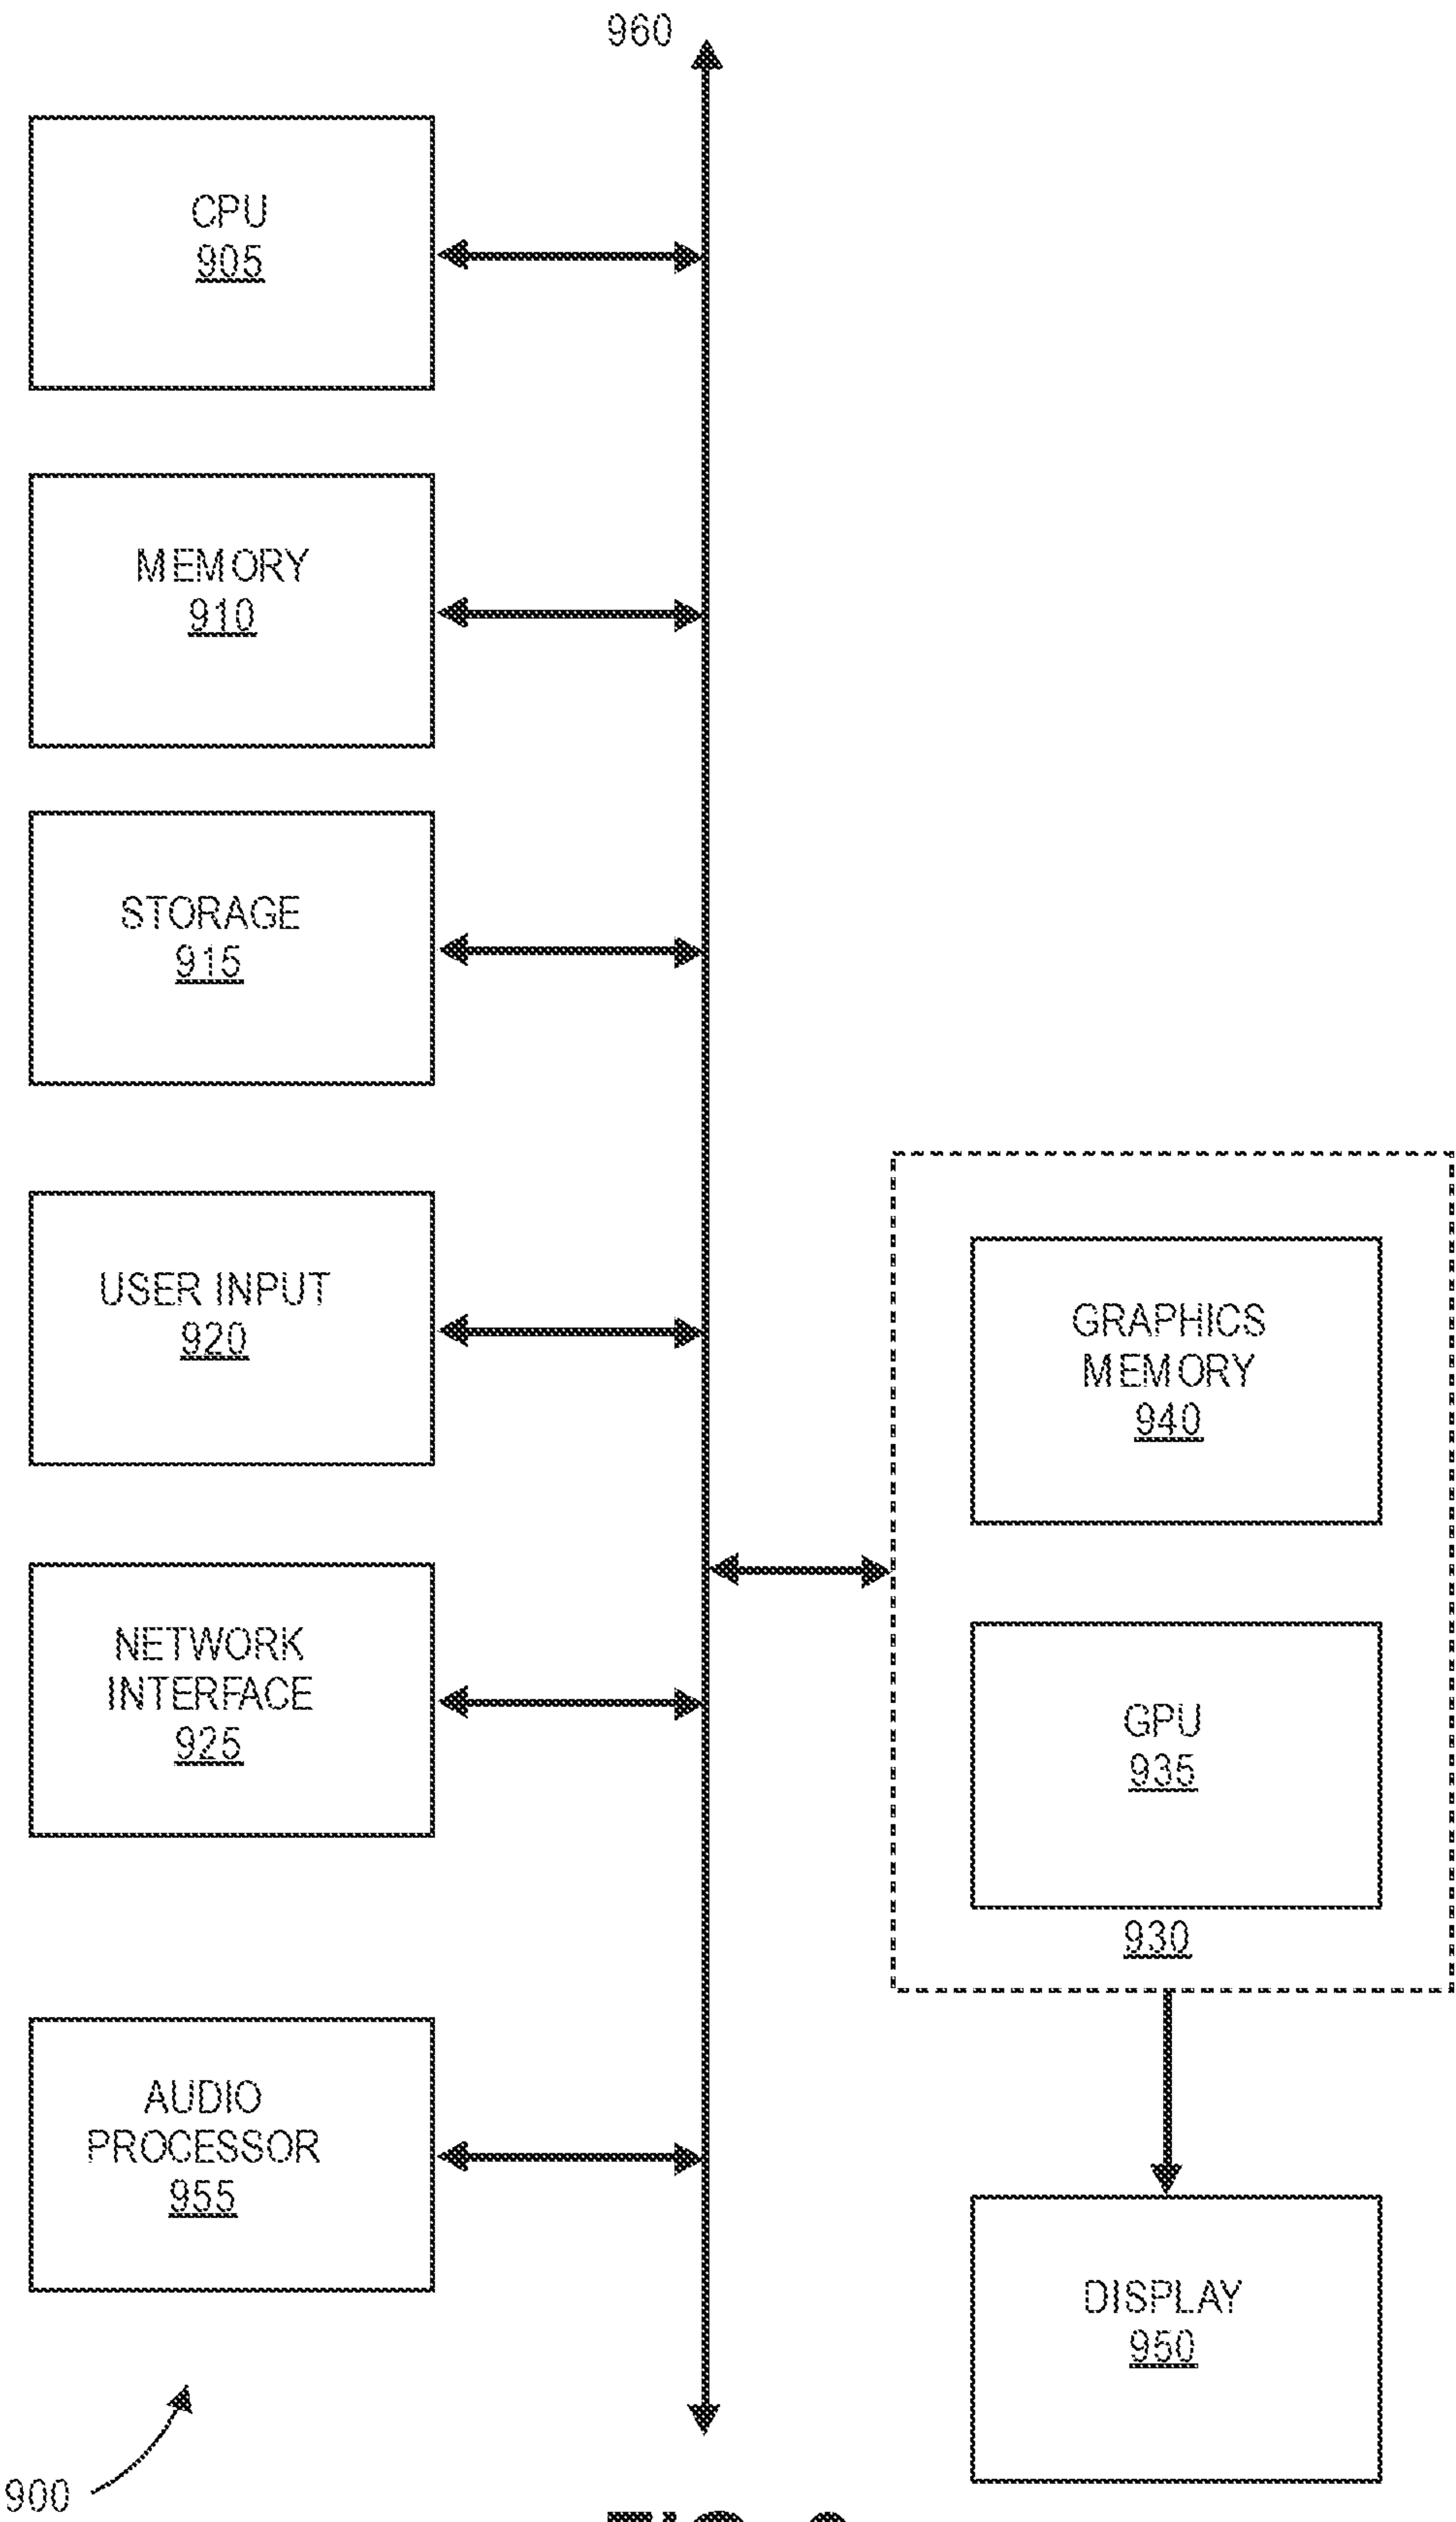 960
CPU
905
MEMORY
910
STORAGE
915
USER INPUT
920
NETWORK
INTERFACE
925
AUDIO
PROCESSOR
955
GRAPHICS
MEMORY
940
GPU
935
930
DISPLAY
950
900